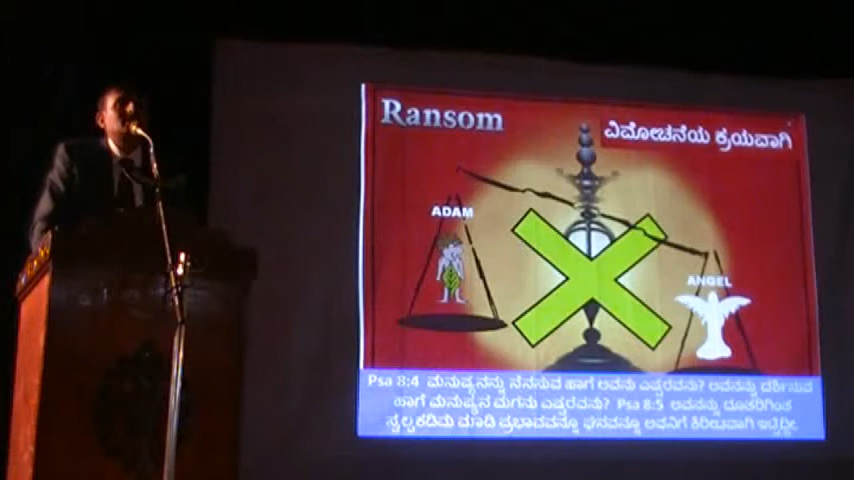 Ransom
ವಿಮೋಚನೆಯ ಕ್ರಯವಾಗಿ
ADAM
ANGEL
Psa 8:4 ಮನುಷ್ಯನನ್ನು ನೆನಸುವ ಹಾಗೆ ಅವನು ಎಷ್ಟರವನು? ಅವನನ್ನು ದರ್ಶಿಸುವ
ಹಾಗೆ ಮನುಷ್ಯನ ಮಗನು ಎಷ್ಟರವನು? Psa 8:5 ಅವನನ್ನು ದೂತರಿಗಿಂತ
ಸ್ವಲ್ಪ ಕಡಿಮೆ ಮಾಡಿ ಪ್ರಭಾವವನ್ನೂ ಘನವನ್ನೂ ಅವನಿಗೆ ಕಿರೀಟವಾಗಿ ಇಟ್ಟಿದ್ದೀ